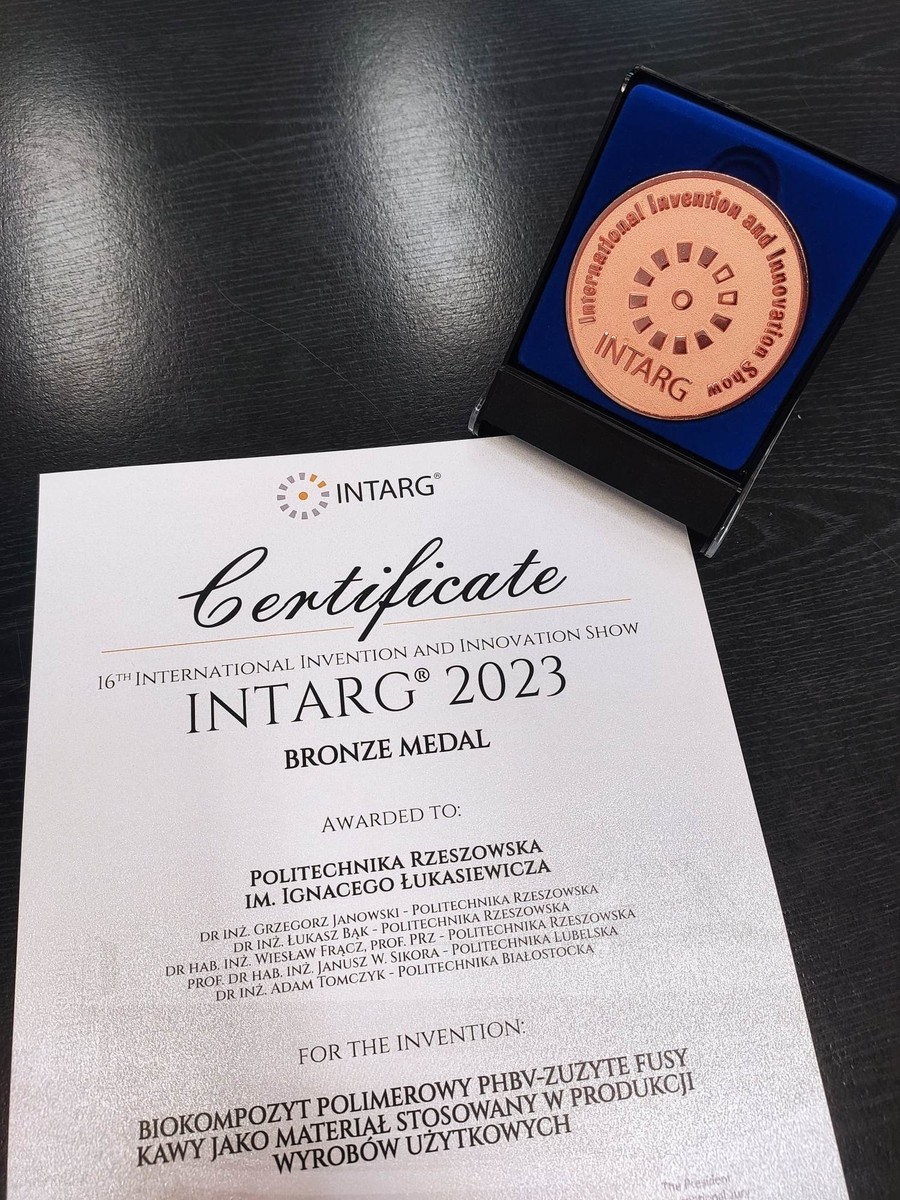 International Invention and Innovation Show
INTARG
INTARG®
Certificate
16TH INTERNATIONAL INVENTION AND INNOVATION SHOW
INTARG® 2023
BRONZE MEDAL
AWARDED TO:
POLITECHNIKA RZESZOWSKA
IM. IGNACEGO ŁUKASIEWICZA
DR INŻ. GRZEGORZ JANOWSKI - POLITECHNIKA RZESZOWSKA
DR INŻ. ŁUKASZ BĄK - POLITECHNIKA RZESZOWSKA
DR HAB. INŻ. WIESŁAW FRĄCZ, PROF. PRZ - POLITECHNIKA RZESZOWSKA
PROF. DR HAB. INŻ. JANUSZ W. SIKORA - POLITECHNIKA LUBELSKA
DR INŻ. ADAM TOMCZYK - POLITECHNIKA BIAŁOSTOCKA
FOR THE INVENTION:
BIOKOMPOZYT POLIMEROWY PHBV-ZUŻYTE FUSY
KAWY JAKO MATERIAŁ STOSOWANY W PRODUKCJI
WYROBÓW UŻYTKOWYCH
The President